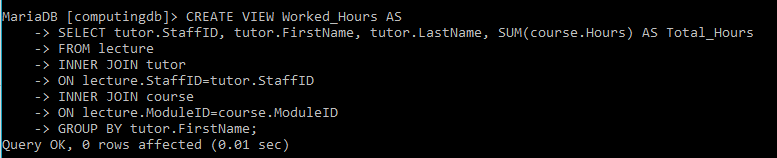 MariaDB [computingdb]> CREATE VIEW Worked_Hours AS
    -> SELECT tutor.StaffID, tutor.FirstName, tutor.LastName, SUM(course.Hours) AS Total_Hours
    -> FROM lecture
    -> INNER JOIN tutor
    -> ON lecture.StaffID=tutor.StaffID
    -> INNER JOIN course
    -> ON lecture.ModuleID=course.ModuleID
    -> GROUP BY tutor.FirstName;
Query OK, 0 rows affected (0.01 sec)